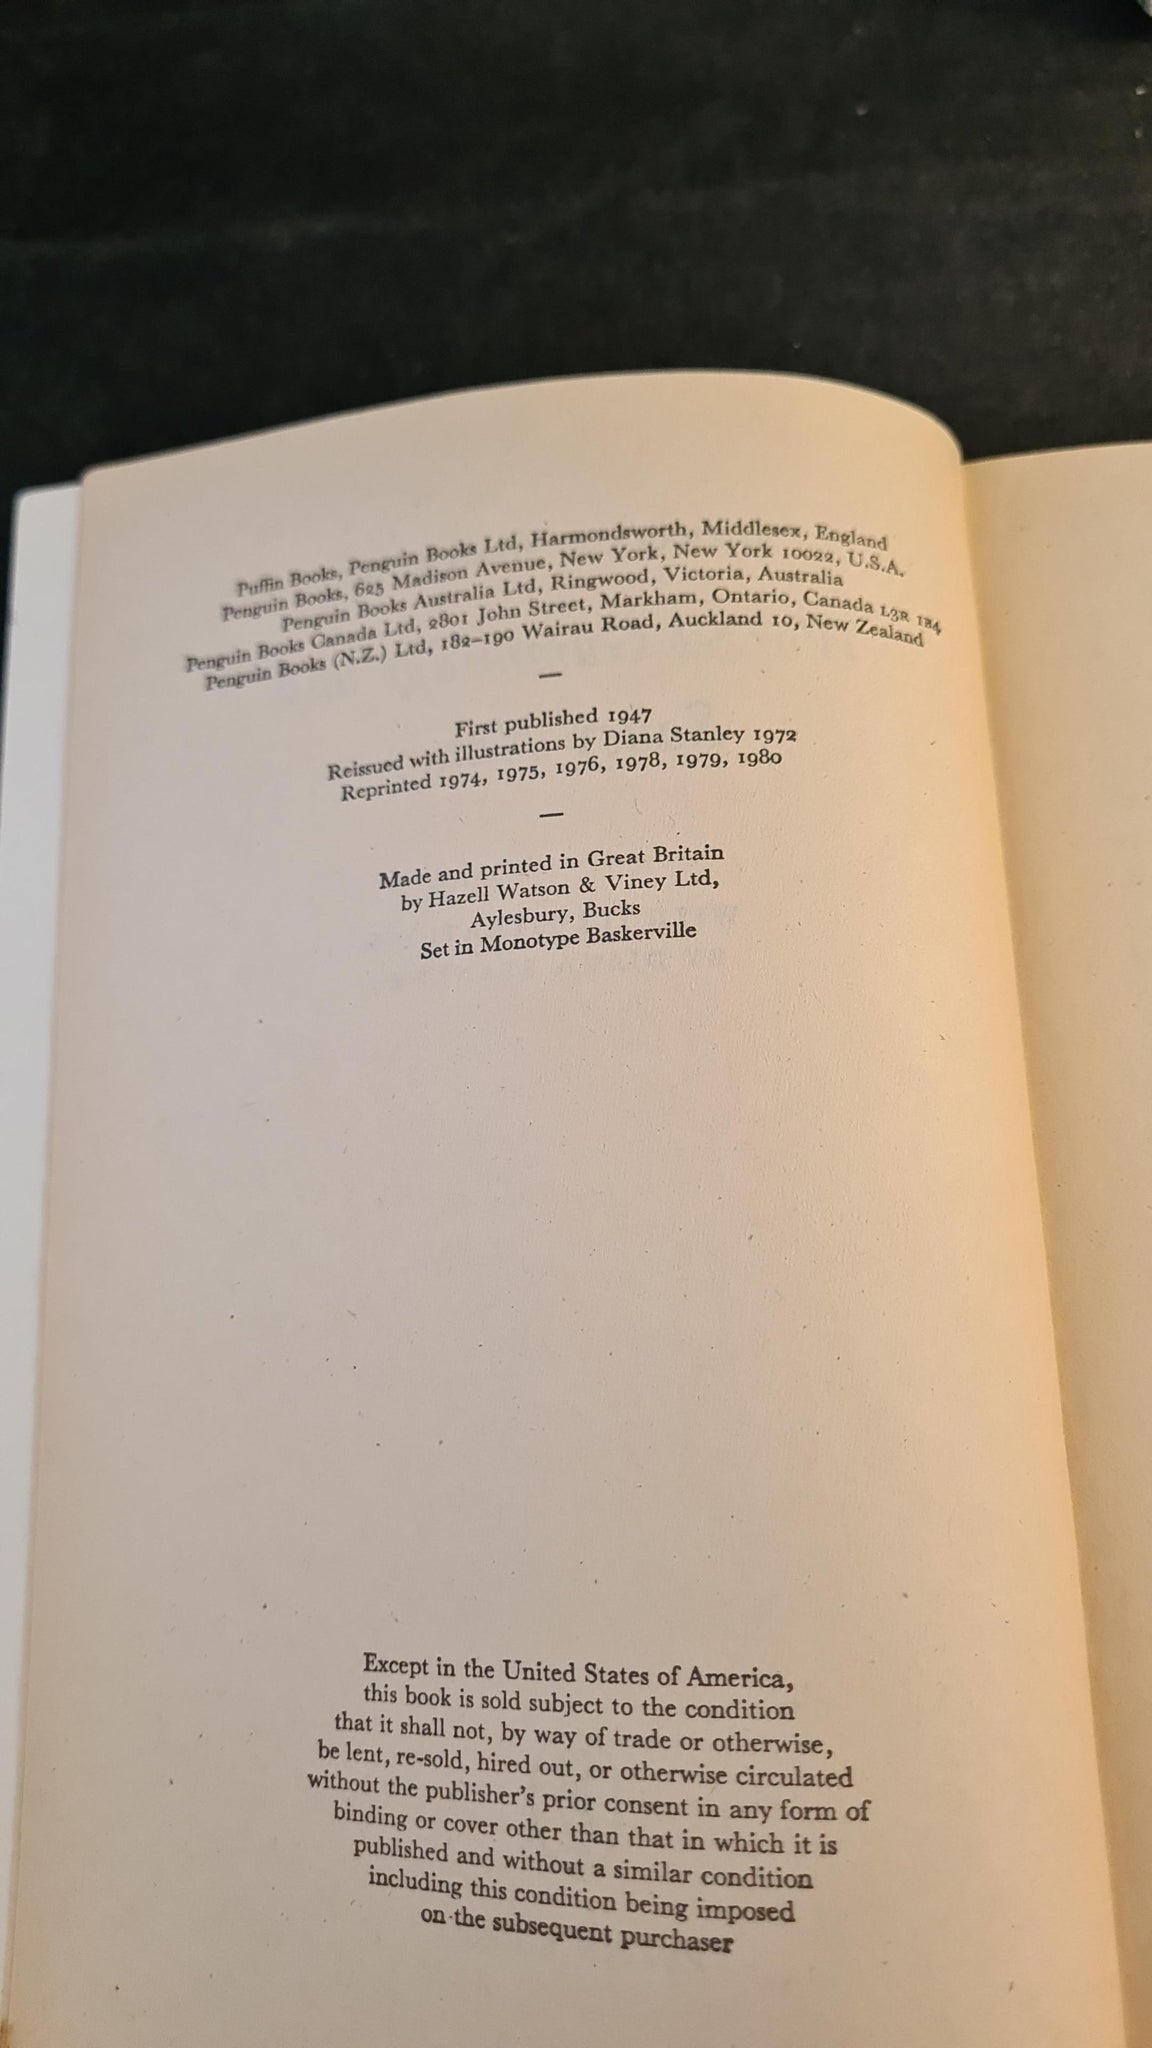 Puffin Books, Penguin Books Ltd, Harmondsworth, Middlesex, England
Penguin Books, 625 Madison Avenue, New York, New York 10022, U.S.A.
Penguin Books Australia Ltd, Ringwood, Victoria, Australia
Penguin Books Canada Ltd, 2801 John Street, Markham, Ontario, Canada L3R 1B4
Penguin Books (N.Z.) Ltd, 182–190 Wairau Road, Auckland 10, New Zealand
—
First published 1947
Reissued with illustrations by Diana Stanley 1972
Reprinted 1974, 1975, 1976, 1978, 1979, 1980
—
Made and printed in Great Britain
by Hazell Watson & Viney Ltd,
Aylesbury, Bucks
Set in Monotype Baskerville
Except in the United States of America,
this book is sold subject to the condition
that it shall not, by way of trade or otherwise,
be lent, re-sold, hired out, or otherwise circulated
without the publisher's prior consent in any form of
binding or cover other than that in which it is
published and without a similar condition
including this condition being imposed
on the subsequent purchaser